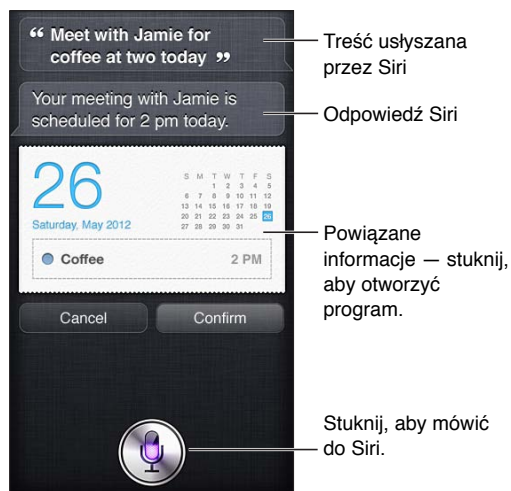 “ Meet with Jamie for
coffee at two today ”
Treść usłyszana
przez Siri
Your meeting with Jamie is
scheduled for 2 pm today.
Odpowiedź Siri
26
Saturday, May 2012
S M T W T F S
1 2 3 4 5
6 7 8 9 10 11 12
13 14 15 16 17 18 19
20 21 22 23 24 25 26
27 28 29 30 31
Coffee 2 PM
Powiązane
informacje — stuknij,
aby otworzyć
program.
Cancel Confirm
Stuknij, aby mówić
do Siri.